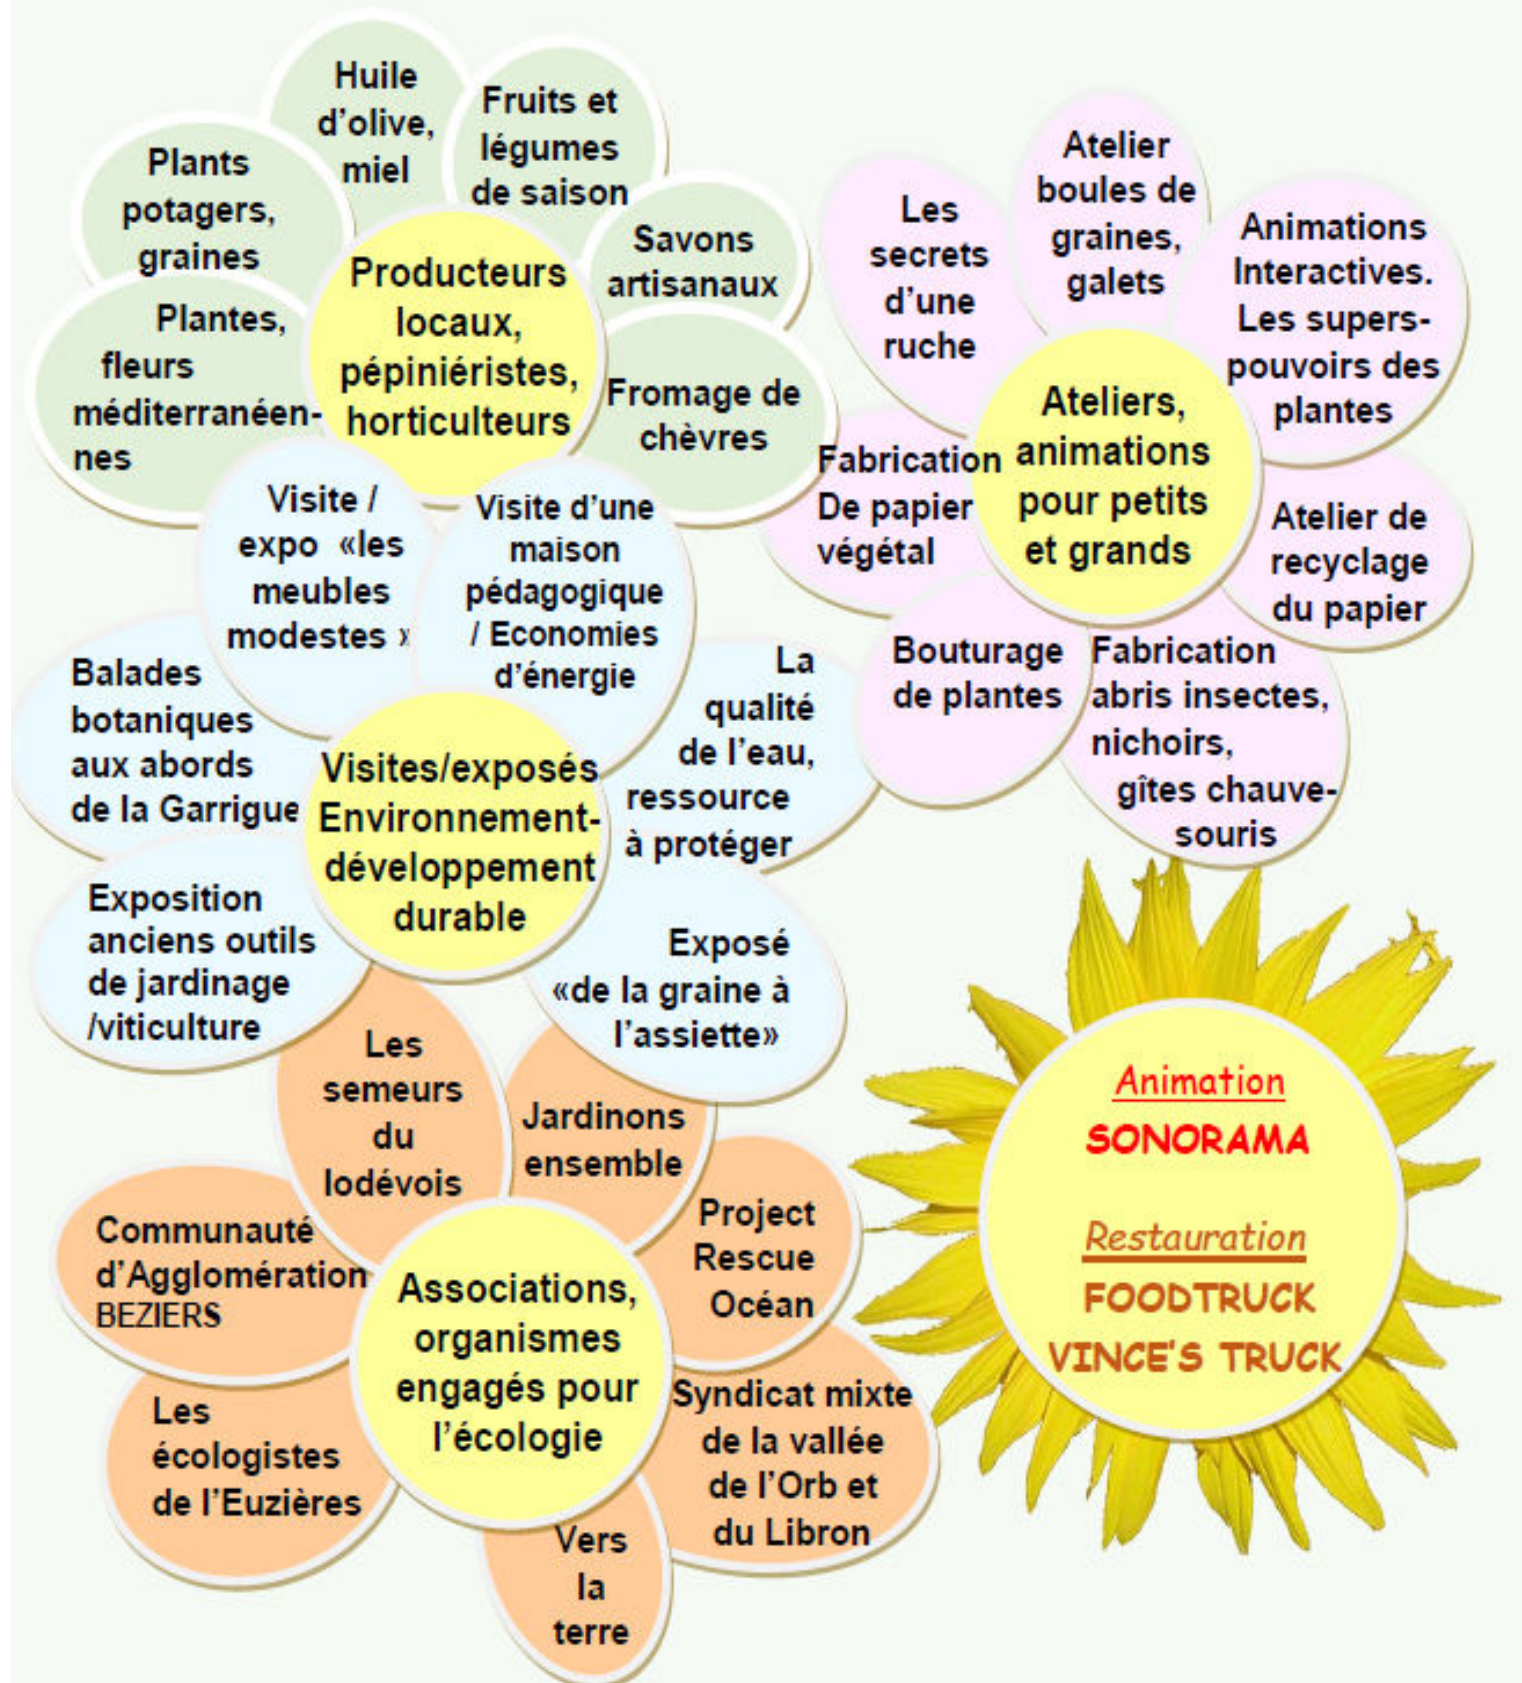 Huile
d'olive,
miel
Fruits et
légumes
de saison
Plants
potagers,
graines
Savons
artisanaux
Plantes,
fleurs
méditerranéen-
nes
Producteurs
locaux,
pépiniéristes,
horticulteurs
Fromage de
chèvres
Les
secrets
d'une
ruche
Atelier
boules de
graines,
galets
Animations
Interactives.
Les supers-
pouvoirs des
plantes
Fabrication
De papier
végétal
Ateliers,
animations
pour petits
et grands
Atelier de
recyclage
du papier
Bouturage
de plantes
Fabrication
abris insectes,
nichoirs,
gîtes chauve-
souris
Visite /
expo «les
meubles
modestes »
Visite d'une
maison
pédagogique
/ Economies
d'énergie
Balades
botaniques
aux abords
de la Garrigue
La
qualité
de l'eau,
ressource
à protéger
Visites/exposés
Environnement-
développement
durable
Exposition
anciens outils
de jardinage
/viticulture
Exposé
«de la graine à
l'assiette»
Les
semeurs
du
lodévois
Jardinons
ensemble
Communauté
d'Agglomération
BEZIERS
Project
Rescue
Océan
Associations,
organismes
engagés pour
l'écologie
Les
écologistes
de l'Euzières
Syndicat mixte
de la vallée
de l'Orb et
du Libron
Vers
la
terre
Animation
SONORAMA
Restauration
FOODTRUCK
VINCE'S TRUCK